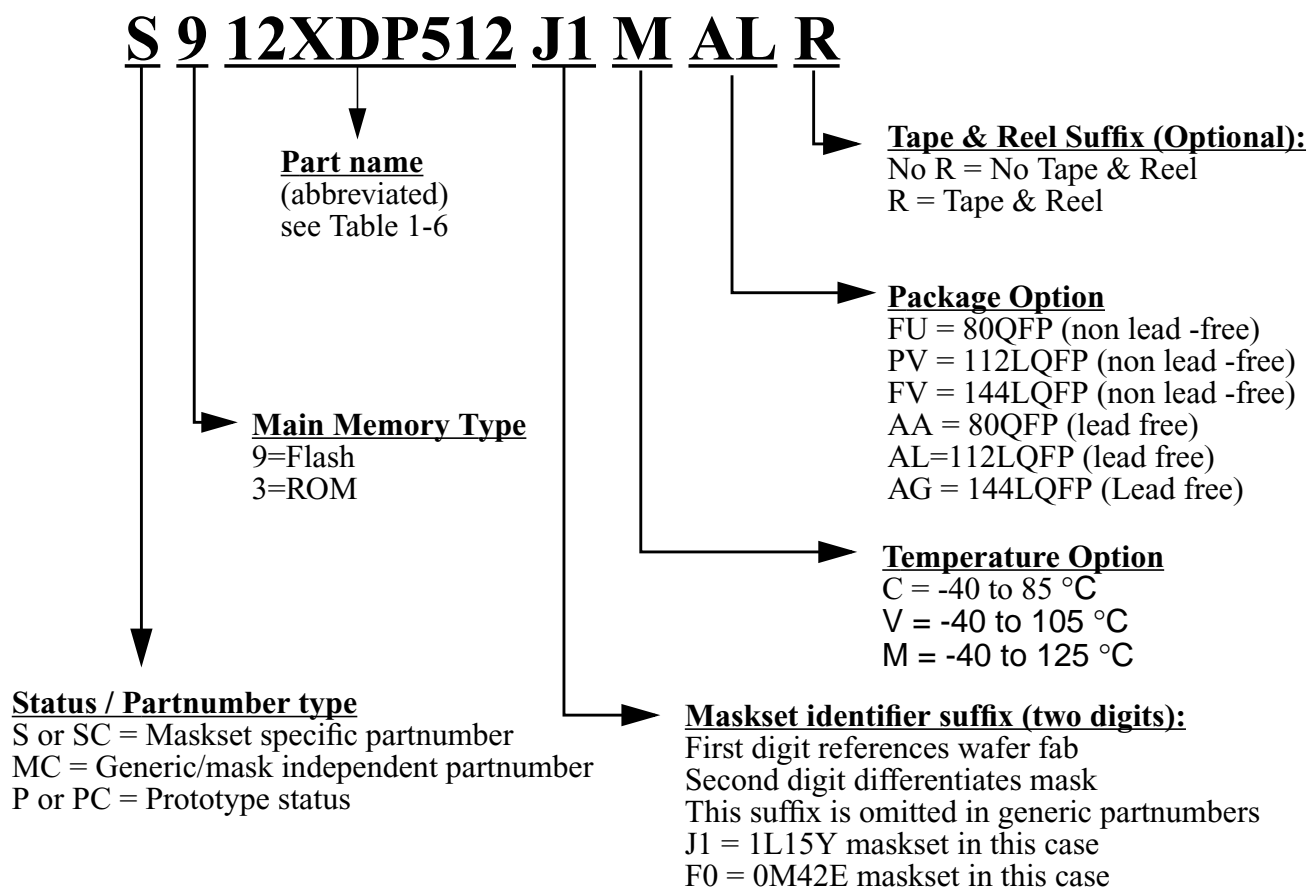 S 9 12XDP512 J1 M AL R
Tape & Reel Suffix (Optional):
No R = No Tape & Reel
R = Tape & Reel
Part name
(abbreviated)
see Table 1-6
Package Option
FU = 80QFP (non lead -free)
PV = 112LQFP (non lead -free)
FV = 144LQFP (non lead -free)
AA = 80QFP (lead free)
AL=112LQFP (lead free)
AG = 144LQFP (Lead free)
Main Memory Type
9=Flash
3=ROM
Temperature Option
C = -40 to 85 °C
V = -40 to 105 °C
M = -40 to 125 °C
Status / Partnumber type
S or SC = Maskset specific partnumber
MC = Generic/mask independent partnumber
P or PC = Prototype status
Maskset identifier suffix (two digits):
First digit references wafer fab
Second digit differentiates mask
This suffix is omitted in generic partnumbers
J1 = 1L15Y maskset in this case
F0 = 0M42E maskset in this case